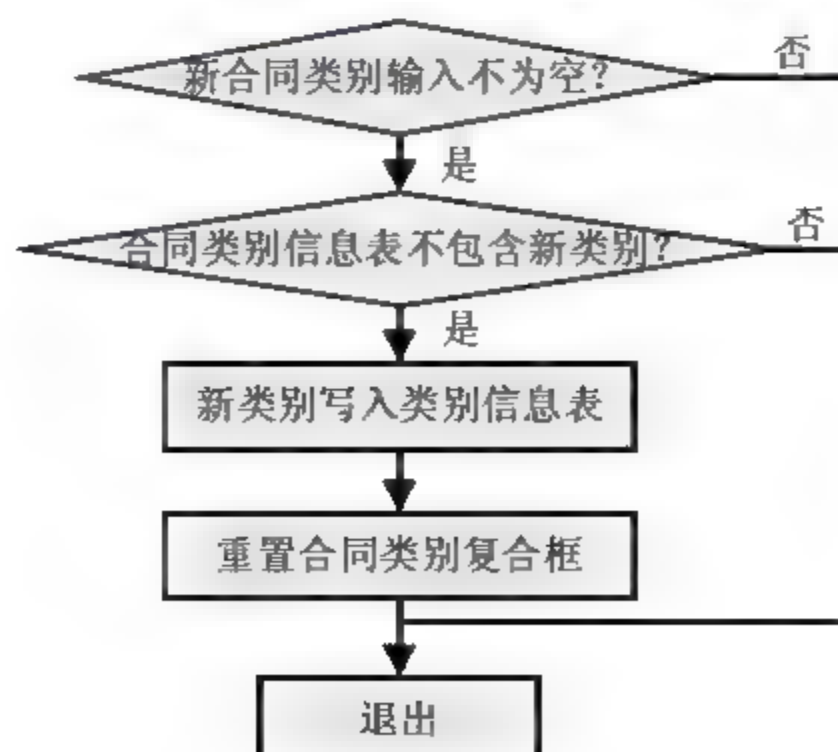 新合同类别输入不为空?
否
是
合同类别信息表不包含新类别?
否
是
新类别写入类别信息表
重置合同类别复合框
退出